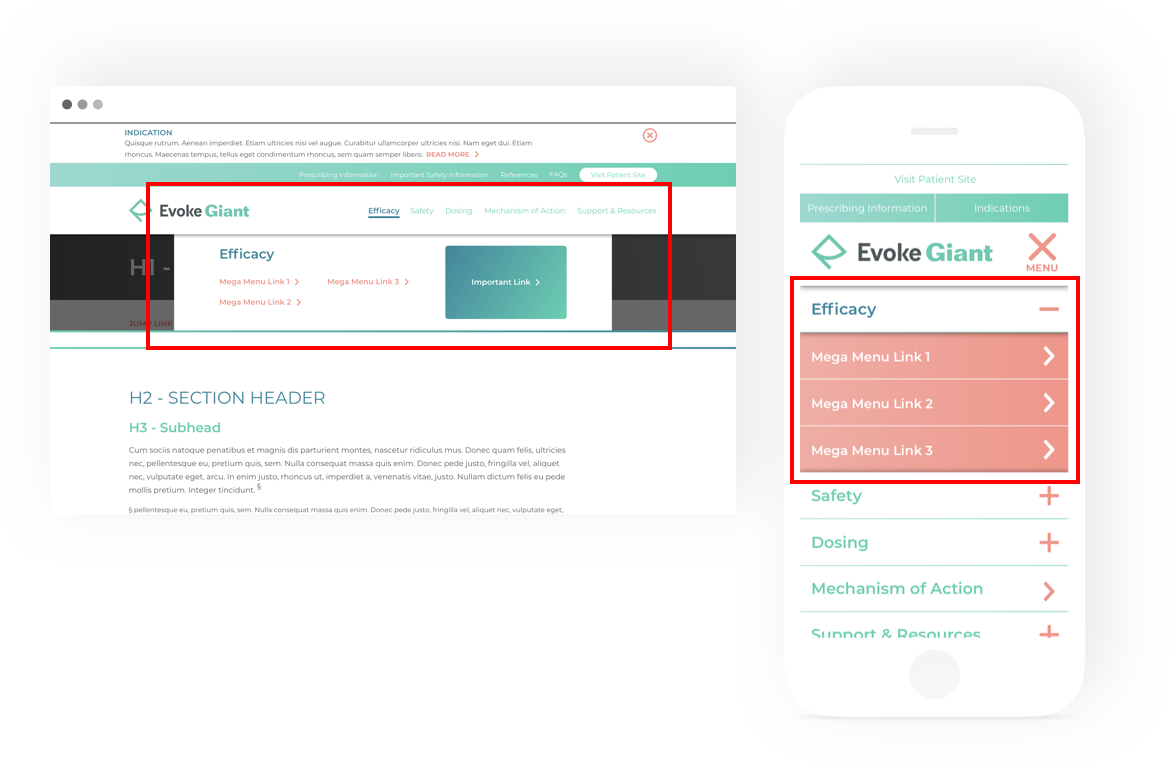 INDICATION
Quisque rutrum. Aenean imperdiet. Etiam ultricies nisi vel augue. Curabitur ullamcorper ultricies nisi. Nam eget dui. Etiam
rhoncus. Maecenas tempus, tellus eget condimentum rhoncus, sem quam semper libero. READ MORE
Prescribing Information Important Safety Information References FAQs Visit Patient Site
Evoke Giant
Efficacy Safety Dosing Mechanism of Action Support & Resources
H1 -
Efficacy
Mega Menu Link 1 Mega Menu Link 3
Mega Menu Link 2
Important Link
JUMP LINK
H2 - SECTION HEADER
H3 - Subhead
Cum sociis natoque penatibus et magnis dis parturient montes, nascetur ridiculus mus. Donec quam felis, ultricies
nec, pellentesque eu, pretium quis, sem. Nulla consequat massa quis enim. Donec pede justo, fringilla vel, aliquet
nec, vulputate eget, arcu. In enim justo, rhoncus ut, imperdiet a, venenatis vitae, justo. Nullam dictum felis eu pede
mollis pretium. Integer tincidunt. §
§ pellentesque eu, pretium quis, sem. Nulla consequat massa quis enim. Donec pede justo, fringilla vel, aliquet nec, vulputate eget,
Visit Patient Site
Prescribing Information Indications
Evoke Giant
MENU
Efficacy
Mega Menu Link 1
Mega Menu Link 2
Mega Menu Link 3
Safety
Dosing
Mechanism of Action
Support & Resources